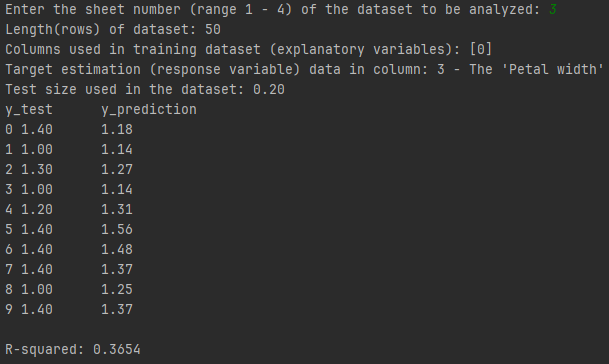 Enter the sheet number (range 1 - 4) of the dataset to be analyzed: 3
Length(rows) of dataset: 50
Columns used in training dataset (explanatory variables): [0]
Target estimation (response variable) data in column: 3 - The 'Petal width'
Test size used in the dataset: 0.20
y_test y_prediction
0 1.40 1.18
1 1.00 1.14
2 1.30 1.27
3 1.00 1.14
4 1.20 1.31
5 1.40 1.56
6 1.40 1.48
7 1.40 1.37
8 1.00 1.25
9 1.40 1.37
R-squared: 0.3654